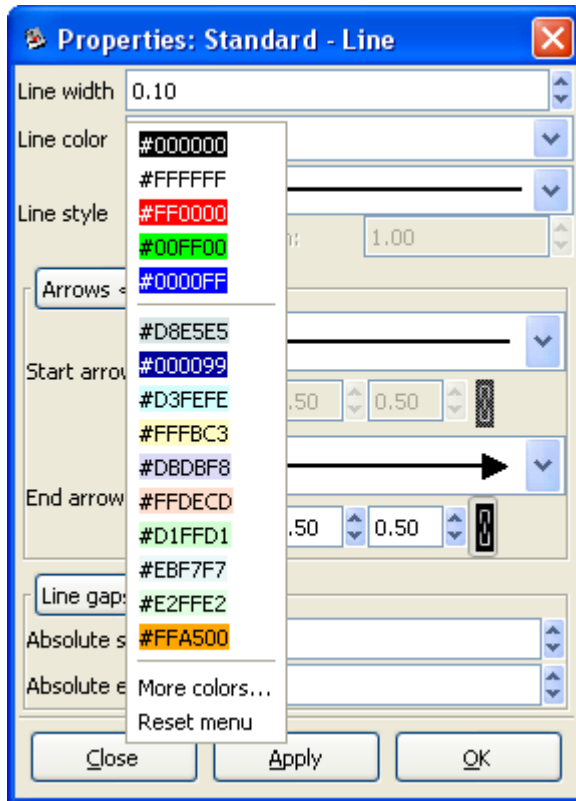 Properties: Standard - Line
Line width 0.10
Line color
#000000
#FFFFFF
#FF0000
#00FF00
#0000FF
#D8E5E5
#000099
#D3FEFE
#FFFBC3
#DBDBF8
#FFDECD
#D1FFD1
#EBF7F7
#E2FFE2
#FFA500
More colors...
Reset menu
Line style
1.00
Arrows
Start arrow
.50 0.50
End arrow
.50 0.50
Line gaps
Absolute
Absolute
Close Apply OK